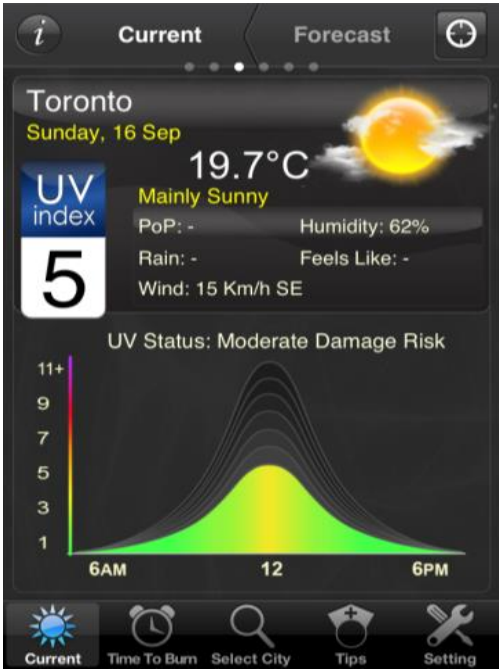 i
Current
Forecast
Toronto
Sunday, 16 Sep
19.7°C
UV
index
5
Mainly Sunny
PoP: -
Humidity: 62%
Rain: -
Feels Like: -
Wind: 15 Km/h SE
UV Status: Moderate Damage Risk
11+
9
7
5
3
1
6AM
12
6PM
Current
Time To Burn
Select City
Tips
Setting